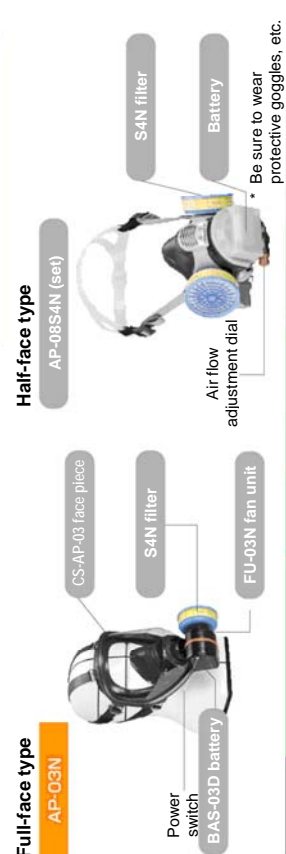 Full-face type
AP-03N
CS-AP-03 face piece
S4N filter
FU-03N fan unit
Power
switch
BAS-03D battery
Half-face type
AP-08S4N (set)
S4N filter
Battery
Air flow
adjustment dial
* Be sure to wear
protective goggles, etc.